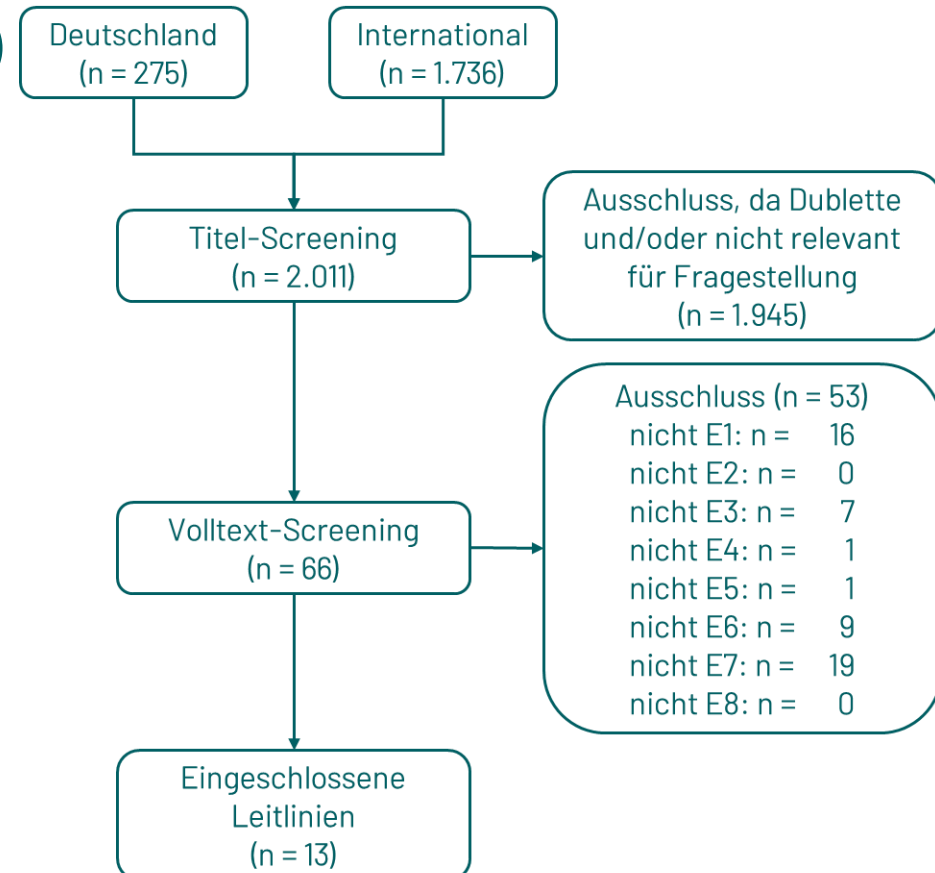 Deutschland
(n = 275)
International
(n = 1.736)
Titel-Screening
(n = 2.011)
Ausschluss, da Dublette
und/oder nicht relevant
für Fragestellung
(n = 1.945)
Volltext-Screening
(n = 66)
Ausschluss (n = 53)
nicht E1: n = 16
nicht E2: n = 0
nicht E3: n = 7
nicht E4: n = 1
nicht E5: n = 1
nicht E6: n = 9
nicht E7: n = 19
nicht E8: n = 0
Eingeschlossene
Leitlinien
(n = 13)